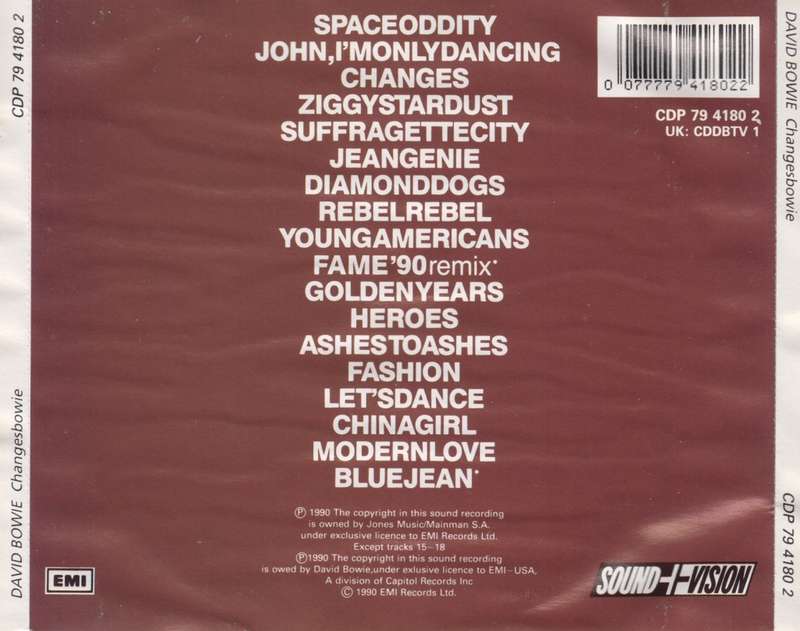 SPACEODDITY
JOHN,I'MONLYDANCING
CHANGES
ZIGGYSTARDUST
SUFFRAGETTECITY
JEANGENIE
DIAMONDDOGS
REBELREBEL
YOUNGAMERICANS
FAME'90remix*
GOLDENYEARS
HEROES
ASHESTOASHES
FASHION
LET'SDANCE
CHINAGIRL
MODERNLOVE
BLUEJEAN*
0 077779 418022
CDP 79 4180 2
UK: CDDBTV 1
Ⓟ 1990 The copyright in this sound recording
is owned by Jones Music/Mainman S.A.
under exclusive licence to EMI Records Ltd.
Except tracks 15–18
Ⓟ1990 The copyright in this sound recording
is owed by David Bowie,under exlusive licence to EMI–USA,
A division of Capitol Records Inc
© 1990 EMI Records Ltd.
EMI
SOUND+VISION
DAVID BOWIE Changesbowie
CDP 79 4180 2
DAVID BOWIE Changesbowie
CDP 79 4180 2